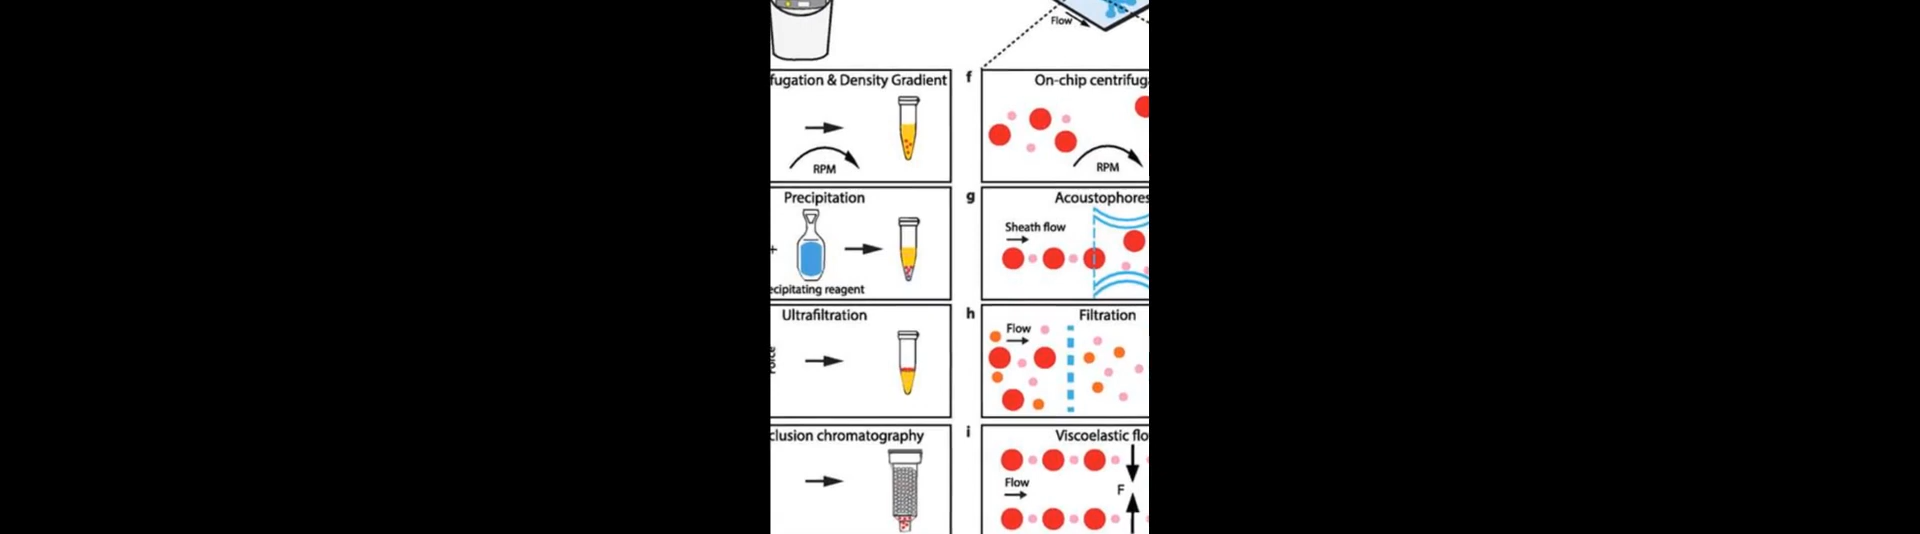 Flow
fugation & Density Gradient
RPM
Precipitation
+
ecipitating reagent
Ultrafiltration
Force
clusion chromatography
f
On-chip centrifug
RPM
g
Acoustophores
Sheath flow
h
Filtration
Flow
i
Viscoelastic flo
Flow
F